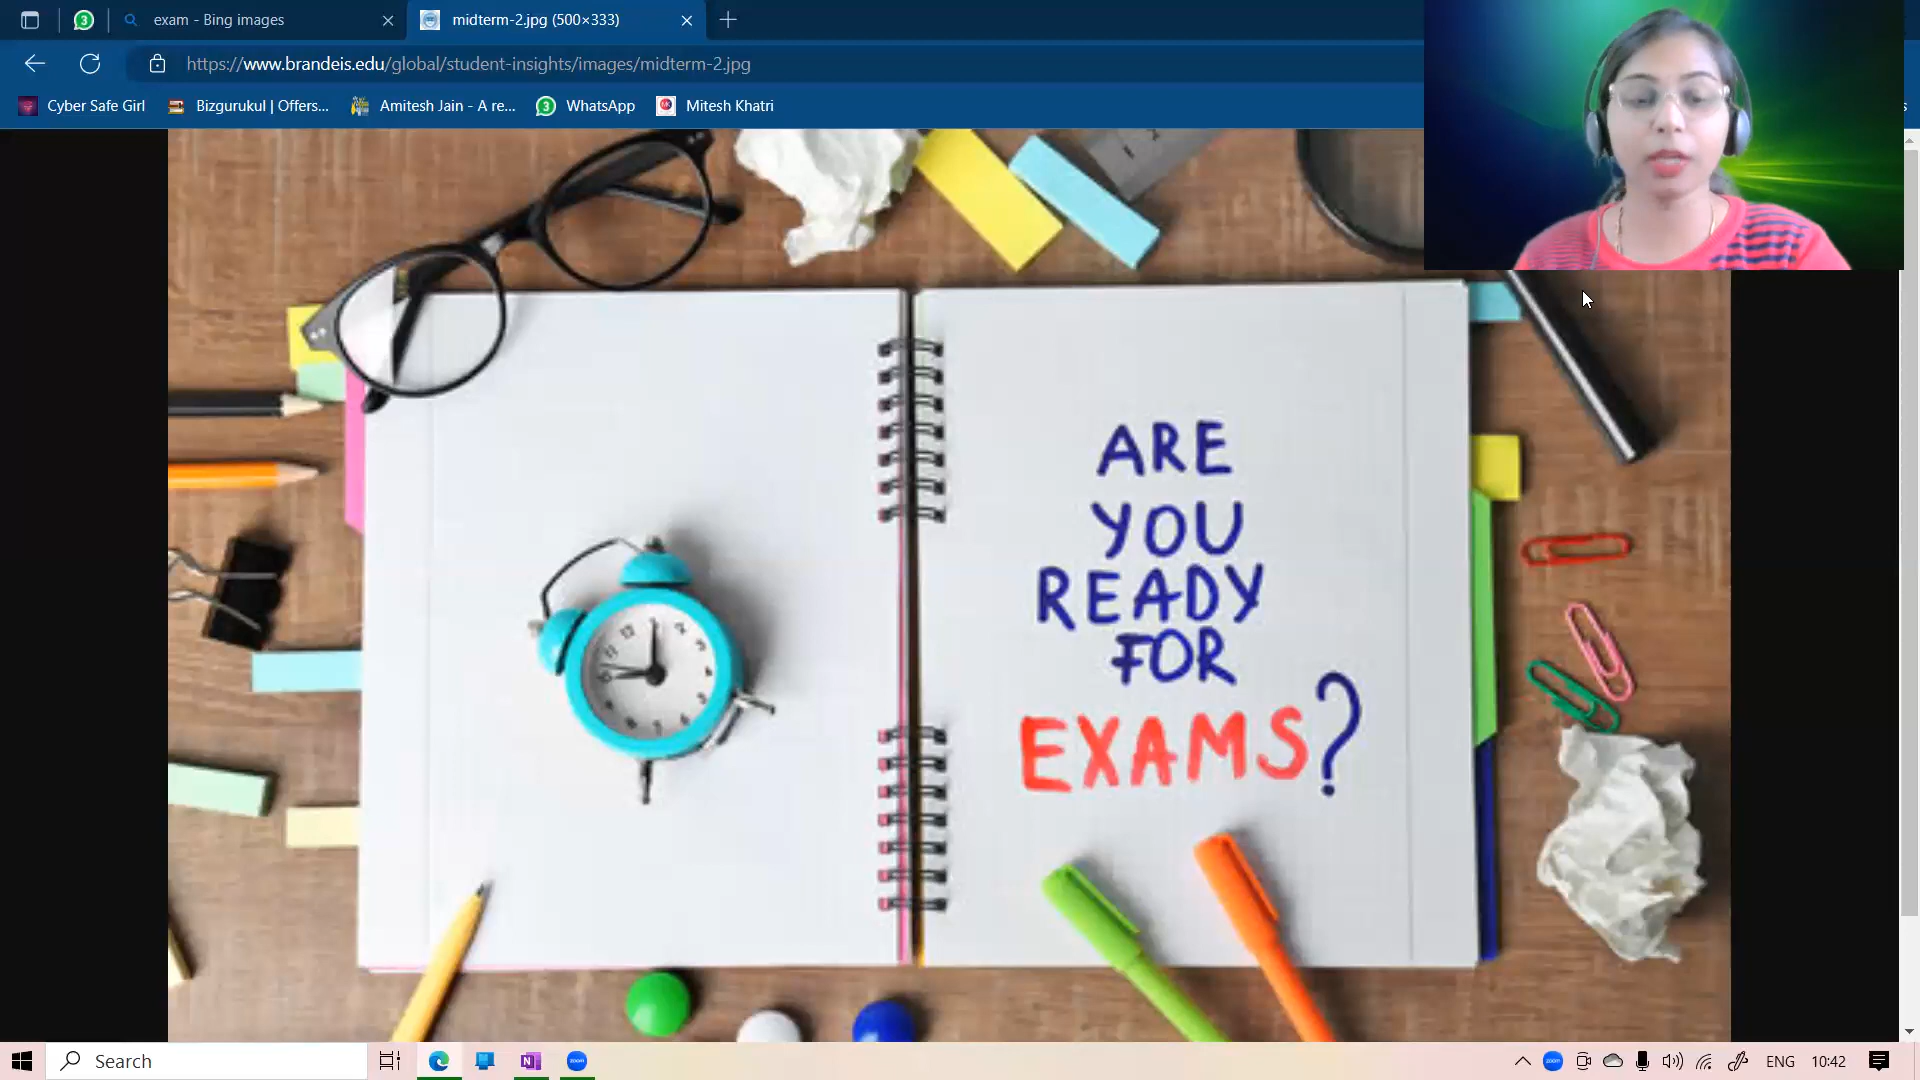 exam - Bing images
midterm-2.jpg (500×333)
https://www.brandeis.edu/global/student-insights/images/midterm-2.jpg
Cyber Safe Girl
Bizgurukul | Offers...
Amitesh Jain - A re...
WhatsApp
Mitesh Khatri
ARE
YOU
READY
FOR
EXAMS?
Search
ENG
10:42